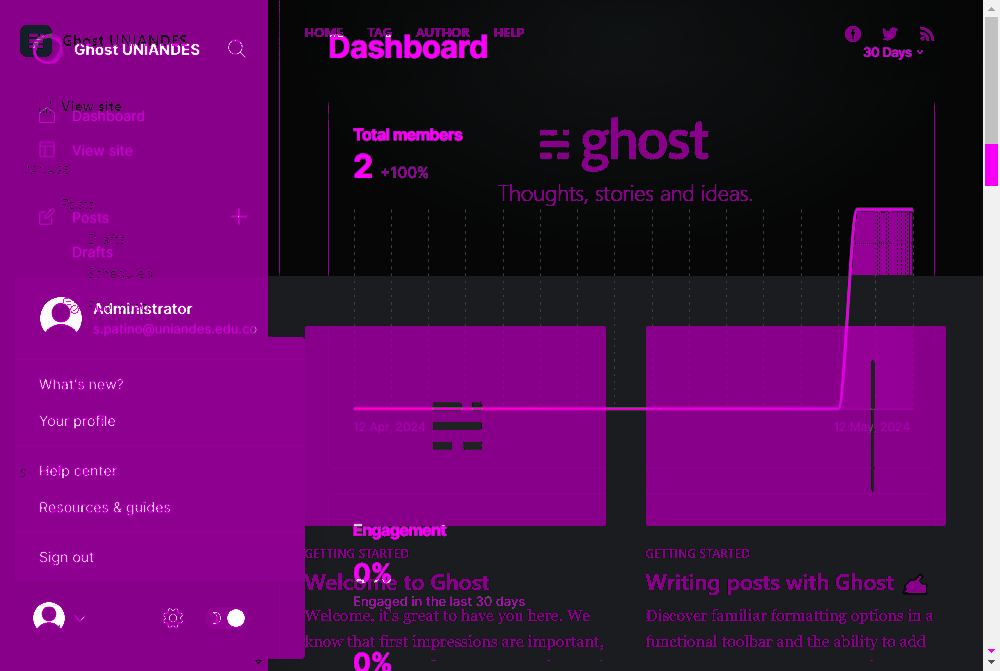 HOME TAG AUTHOR HELP
Ghost UNIANDES
Ghost UNIANDES
Dashboard
30 Days
View site
Dashboard
View site
Total members
2 +100%
ghost
Thoughts, stories and ideas.
Posts
Posts
Drafts
Drafts
Scheduled
Administrator
s.patino@uniandes.edu.co
What's new?
Your profile
12 Apr, 2024
12 May, 2024
Help center
Resources & guides
Sign out
Engagement
0%
Engaged in the last 30 days
0%
GETTING STARTED
Welcome to Ghost
Welcome, it's great to have you here. We
know that first impressions are important,
GETTING STARTED
Writing posts with Ghost
Discover familiar formatting options in a
functional toolbar and the ability to add